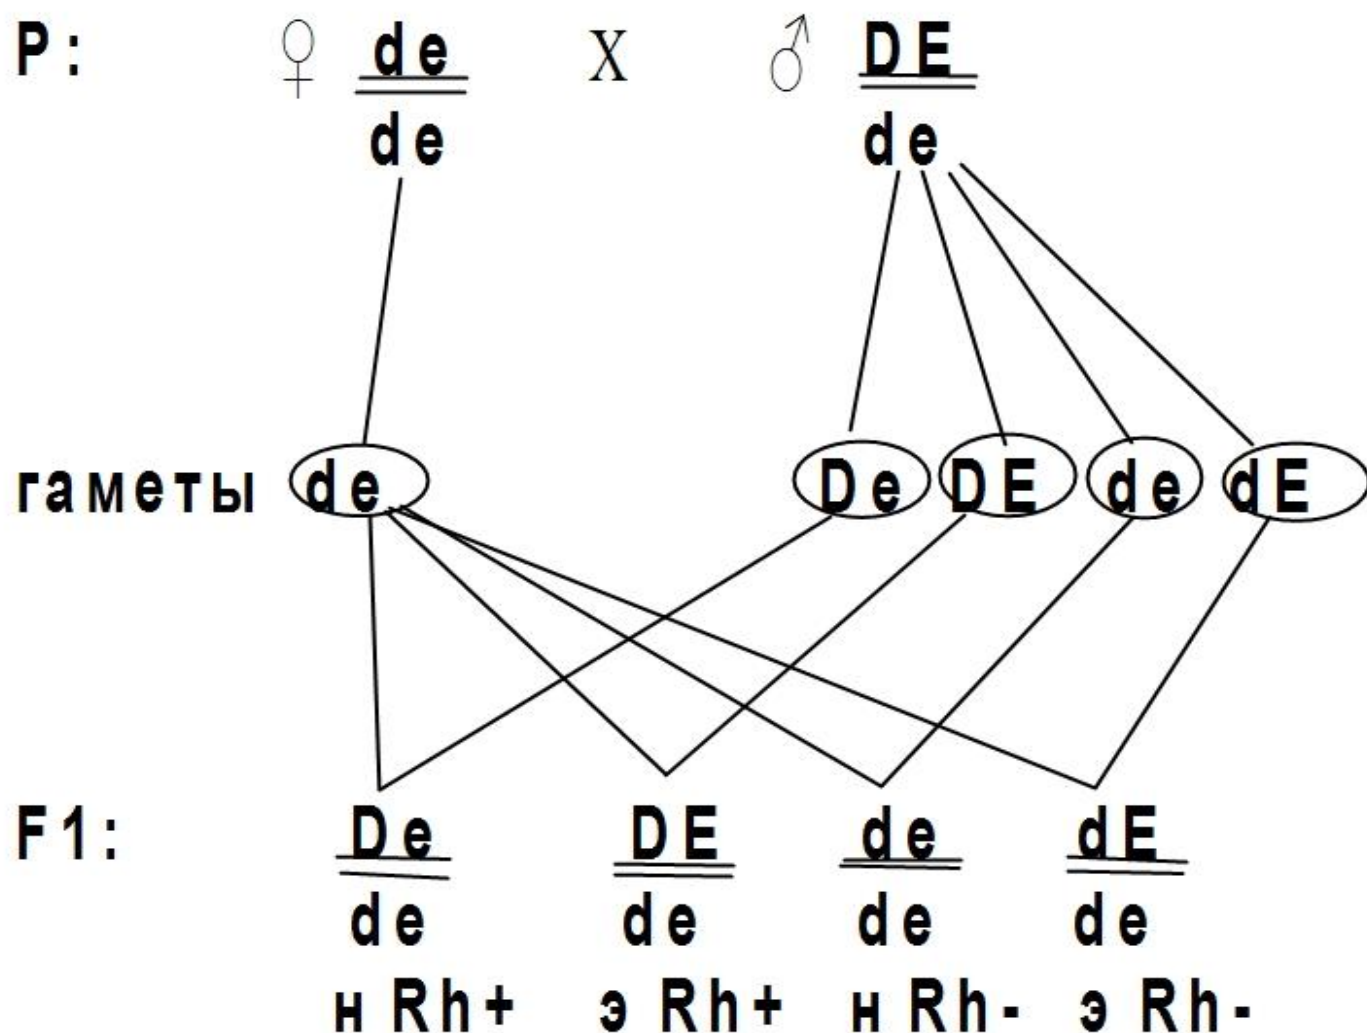 P: ♀ de X ♂ DE
de de
гаметы de De DE de dE
F1: De DE de dE
de de de de
н Rh+ э Rh+ н Rh- э Rh-